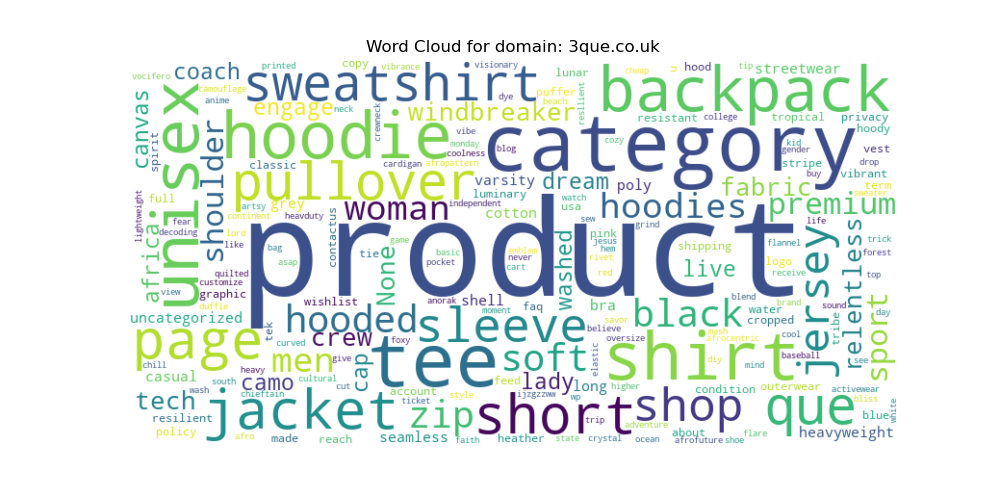 Word Cloud for domain: 3que.co.uk
vocifero
coach
printed
copy
vibrance
visionary
lunar
cheap
u
hood
tip
streetwear
camouflage
sweatshirt
puffer
backpack
anime
engage
neck
dye
beach
resilient
canvas
spirit
unisex
shoulder
hoodie
crewneck
windbreaker
vibe
monday
coolness
blog
category
resistant
college
tropical
privacy
cozy
kid
gender
hoody
stripe
vest
drop
classic
cardigan
afropattern
pullover
varsity
luminary
dream
watch
usa
poly
buy
fabric
vibrant
term
sweater
lightweight
full
african
artsy
grey
continent
heavduty
fear
lord
decoding
like
contactus
woman
independent
cotton
sew
hoodies
grind
premium
life
jersey
flannel
trick
forest
relentless
product
None
game
basic
emblem
never
pocket
cart
tie
bag
asap
washed
pink
jesus
hem
rivet
red
shipping
live
logo
receive
top
view
quilted
customize
graphic
duffle
wishlist
anorak
shell
moment
faq
bra
savor
believe
oversize
black
blend
water
brand
sound
cropped
tribe
day
sport
uncategorized
tek
hooded
sleeve
page
chill
curved
crew
give
foxy
tee
soft
elastic
shirt
mesh
afrocentric
diy
mind
cool
baseball
see
casual
south
heavy
men
camo
cap
cultural
cut
account
feed
style
lady
long
higher
condition
outerwear
activewear
bliss
wash
tech
chieftain
resilient
jacket
ticket
zip
ijzgzzww
wp
short
trip
adventure
shop
que
blue
white
policy
afro
made
reach
seamless
faith
heather
state
crystal
ocean
about
afrofuture
shoe
flare
heavyweight